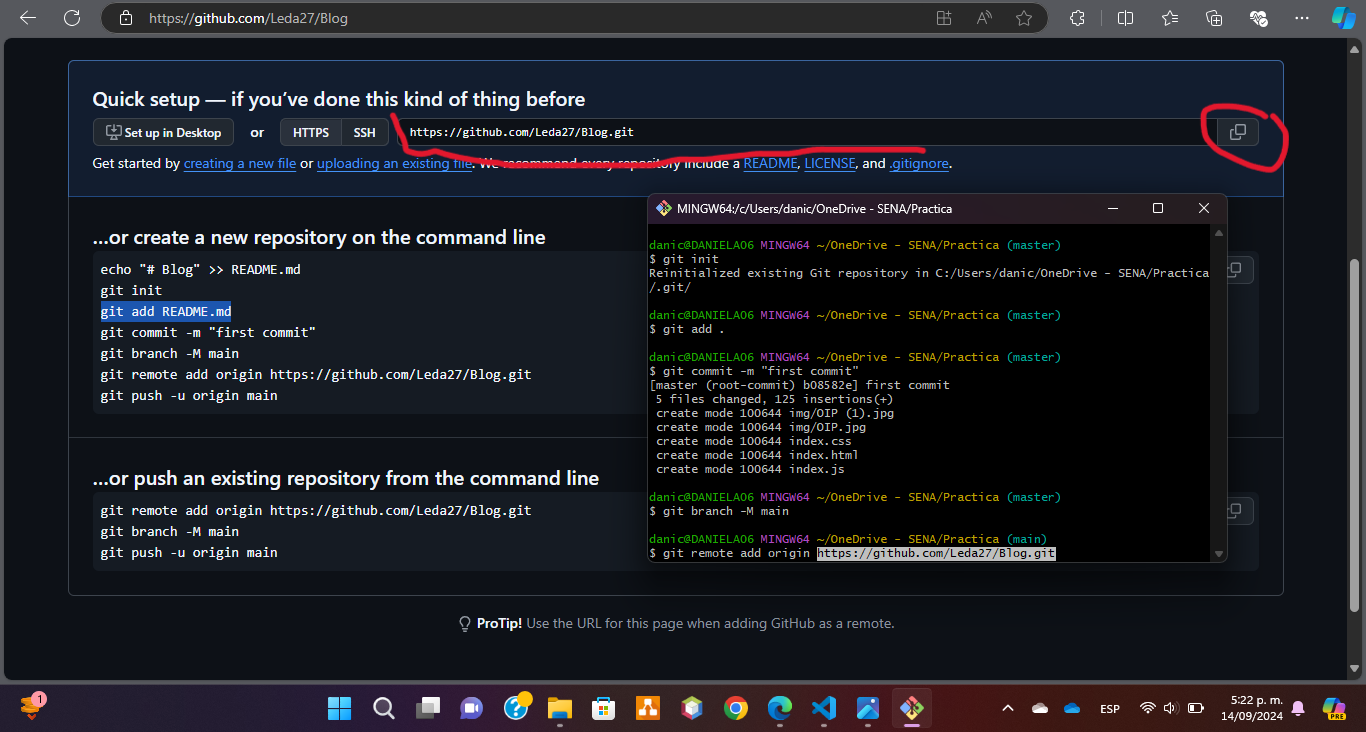 https://github.com/Leda27/Blog
Quick setup — if you've done this kind of thing before
Set up in Desktop or HTTPS SSH https://github.com/Leda27/Blog.git
Get started by creating a new file or uploading an existing file. We recommend every repository include a README, LICENSE, and .gitignore.
...or create a new repository on the command line
echo "# Blog" >> README.md
git init
git add README.md
git commit -m "first commit"
git branch -M main
git remote add origin https://github.com/Leda27/Blog.git
git push -u origin main
...or push an existing repository from the command line
git remote add origin https://github.com/Leda27/Blog.git
git branch -M main
git push -u origin main
ProTip! Use the URL for this page when adding GitHub as a remote.
MINGW64:/c/Users/danic/OneDrive - SENA/Practica
danic@DANIELA06 MINGW64 ~/OneDrive - SENA/Practica (master)
$ git init
Reinitialized existing Git repository in C:/Users/danic/OneDrive - SENA/Practica
/.git/
danic@DANIELA06 MINGW64 ~/OneDrive - SENA/Practica (master)
$ git add .
danic@DANIELA06 MINGW64 ~/OneDrive - SENA/Practica (master)
$ git commit -m "first commit"
[master (root-commit) b08582e] first commit
5 files changed, 125 insertions(+)
create mode 100644 img/OIP (1).jpg
create mode 100644 img/OIP.jpg
create mode 100644 index.css
create mode 100644 index.html
create mode 100644 index.js
danic@DANIELA06 MINGW64 ~/OneDrive - SENA/Practica (master)
$ git branch -M main
danic@DANIELA06 MINGW64 ~/OneDrive - SENA/Practica (main)
$ git remote add origin https://github.com/Leda27/Blog.git
1
ESP
5:22 p. m.
14/09/2024
PRE